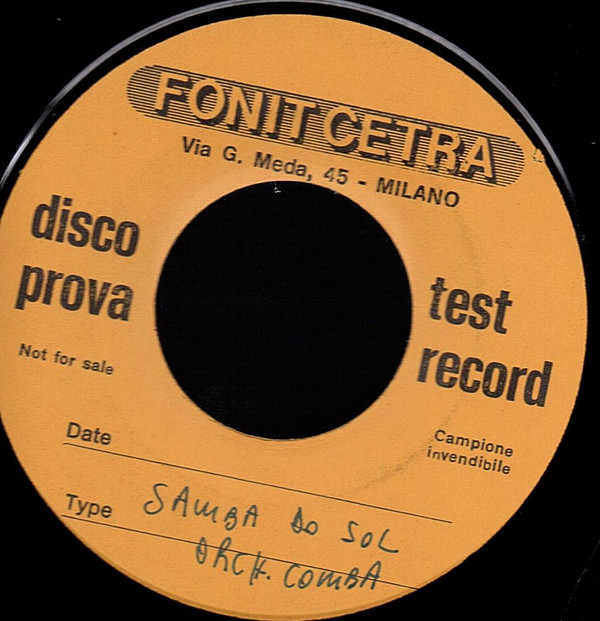 FONIT CETRA
Via G. Meda, 45 - MILANO
disco
prova
Not for sale
test
record
Campione
invendibile
Date
Type
SAMBA DO SOL
ORCH. COMBA